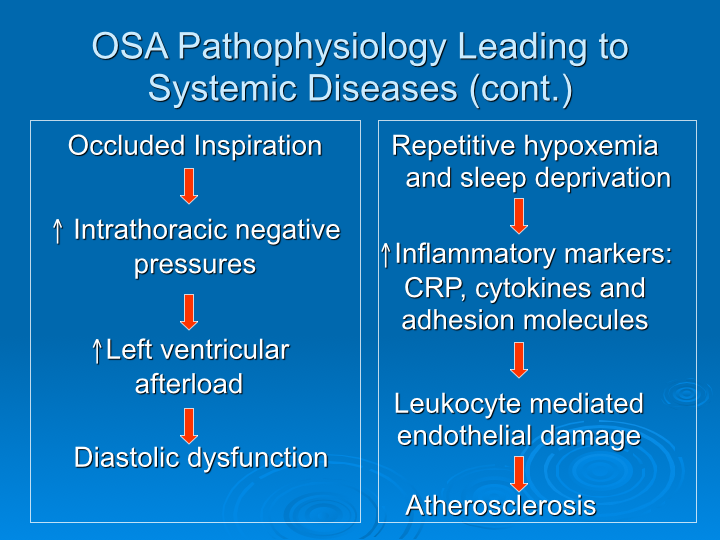 OSA Pathophysiology Leading to
Systemic Diseases (cont.)
Occluded Inspiration
↑ Intrathoracic negative
pressures
↑Left ventricular
afterload
Diastolic dysfunction
Repetitive hypoxemia
and sleep deprivation
↑Inflammatory markers:
CRP, cytokines and
adhesion molecules
Leukocyte mediated
endothelial damage
Atherosclerosis